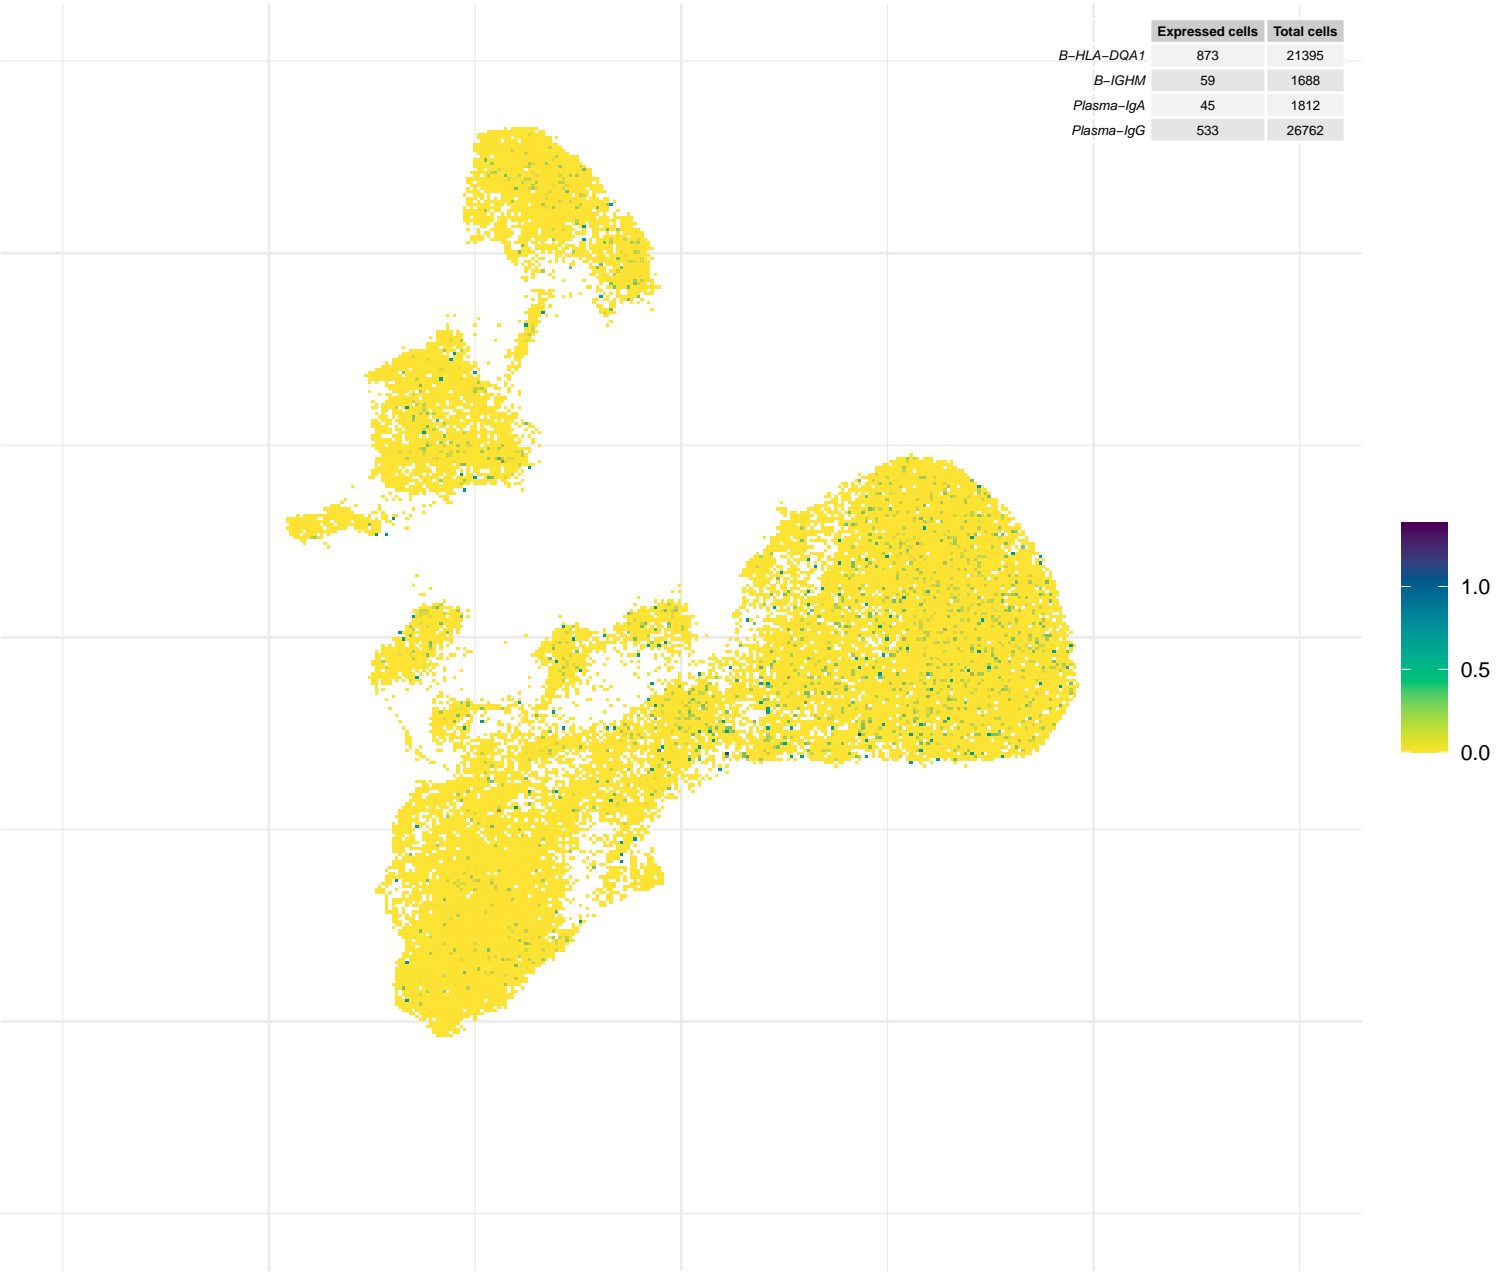 Expressed cells Total cells
B−HLA−DQA1 873 21395
B−IGHM 59 1688
Plasma−IgA 45 1812
Plasma−IgG 533 26762
1.0
0.5
0.0